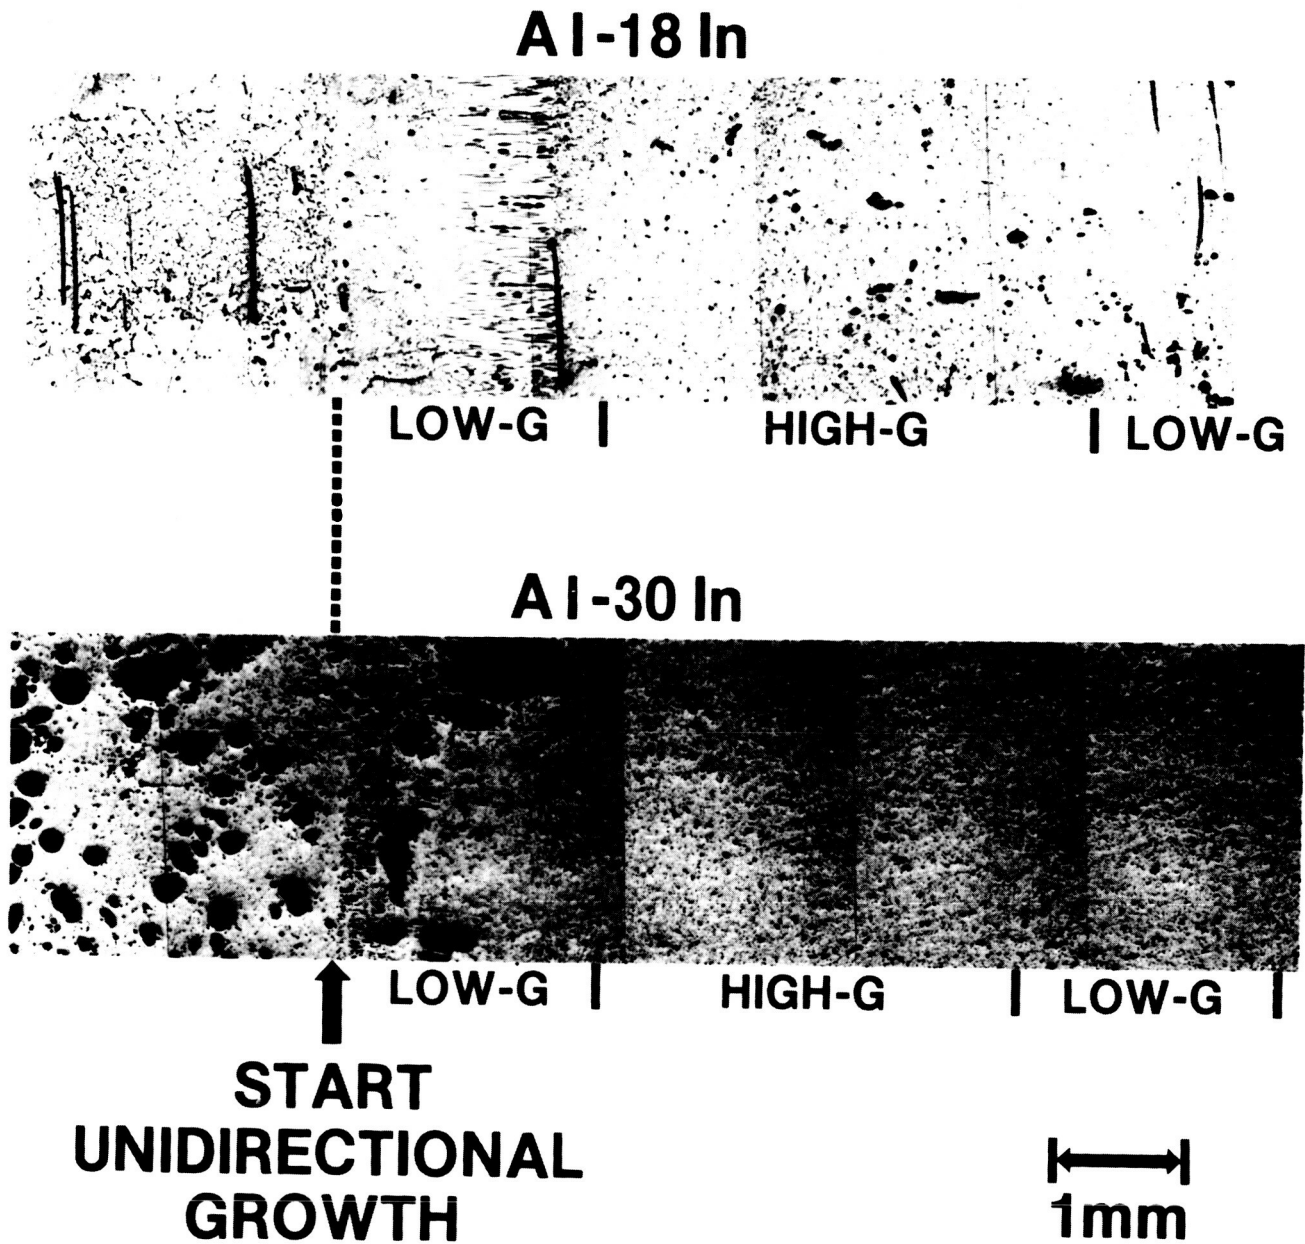 Al-18 In
LOW-G HIGH-G LOW-G
Al-30 In
LOW-G HIGH-G LOW-G
START
UNIDIRECTIONAL
GROWTH
1mm